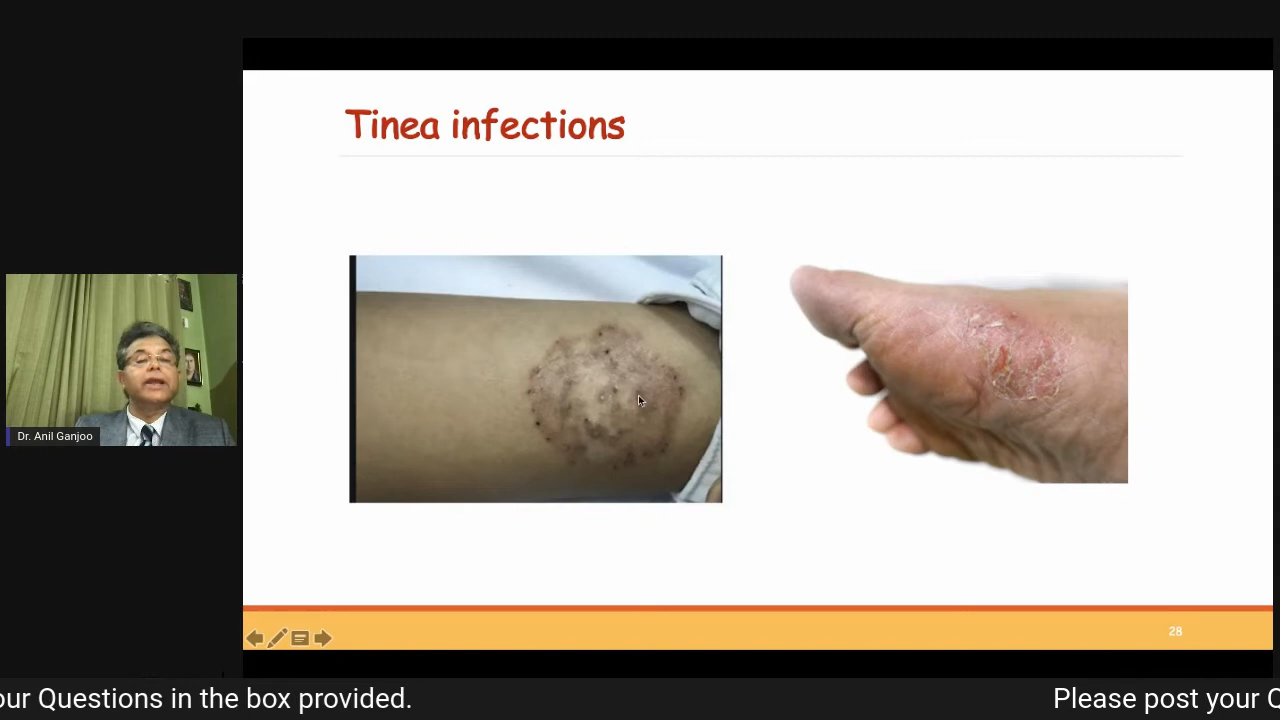 Tinea infections
Dr. Anil Ganjoo
28
our Questions in the box provided.
Please post your